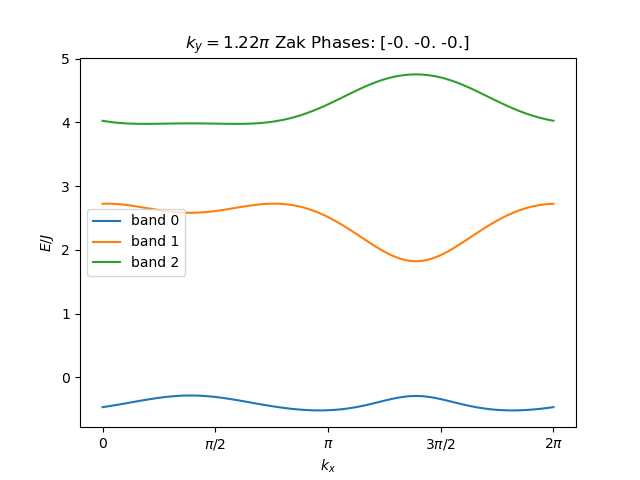 k_y = 1.22π Zak Phases: [-0. -0. -0.]
5
4
3
2
1
0
E/J
band 0
band 1
band 2
0
π/2
π
3π/2
2π
k_x